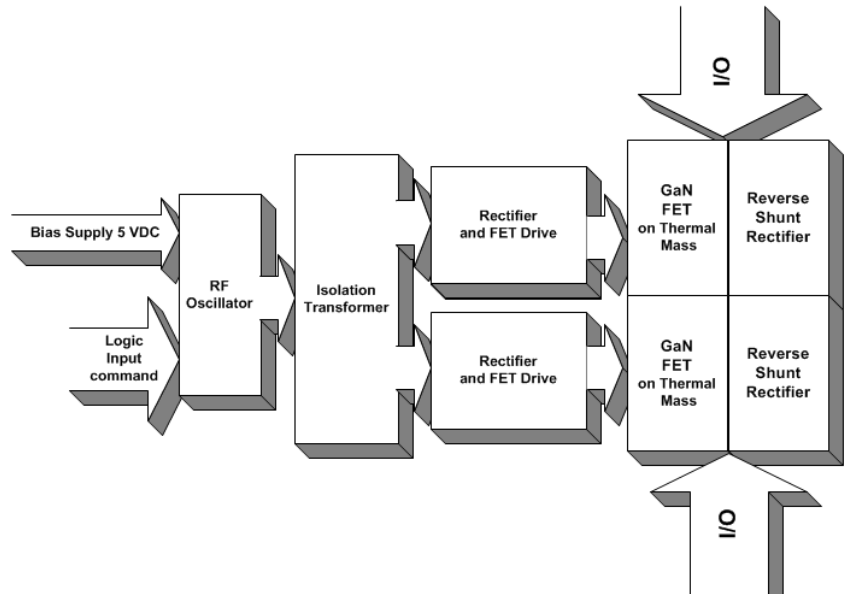 I/O
Bias Supply 5 VDC
Logic
Input
command
RF
Oscillator
Isolation
Transformer
Rectifier
and FET Drive
Rectifier
and FET Drive
GaN
FET
on Thermal
Mass
Reverse
Shunt
Rectifier
GaN
FET
on Thermal
Mass
Reverse
Shunt
Rectifier
I/O